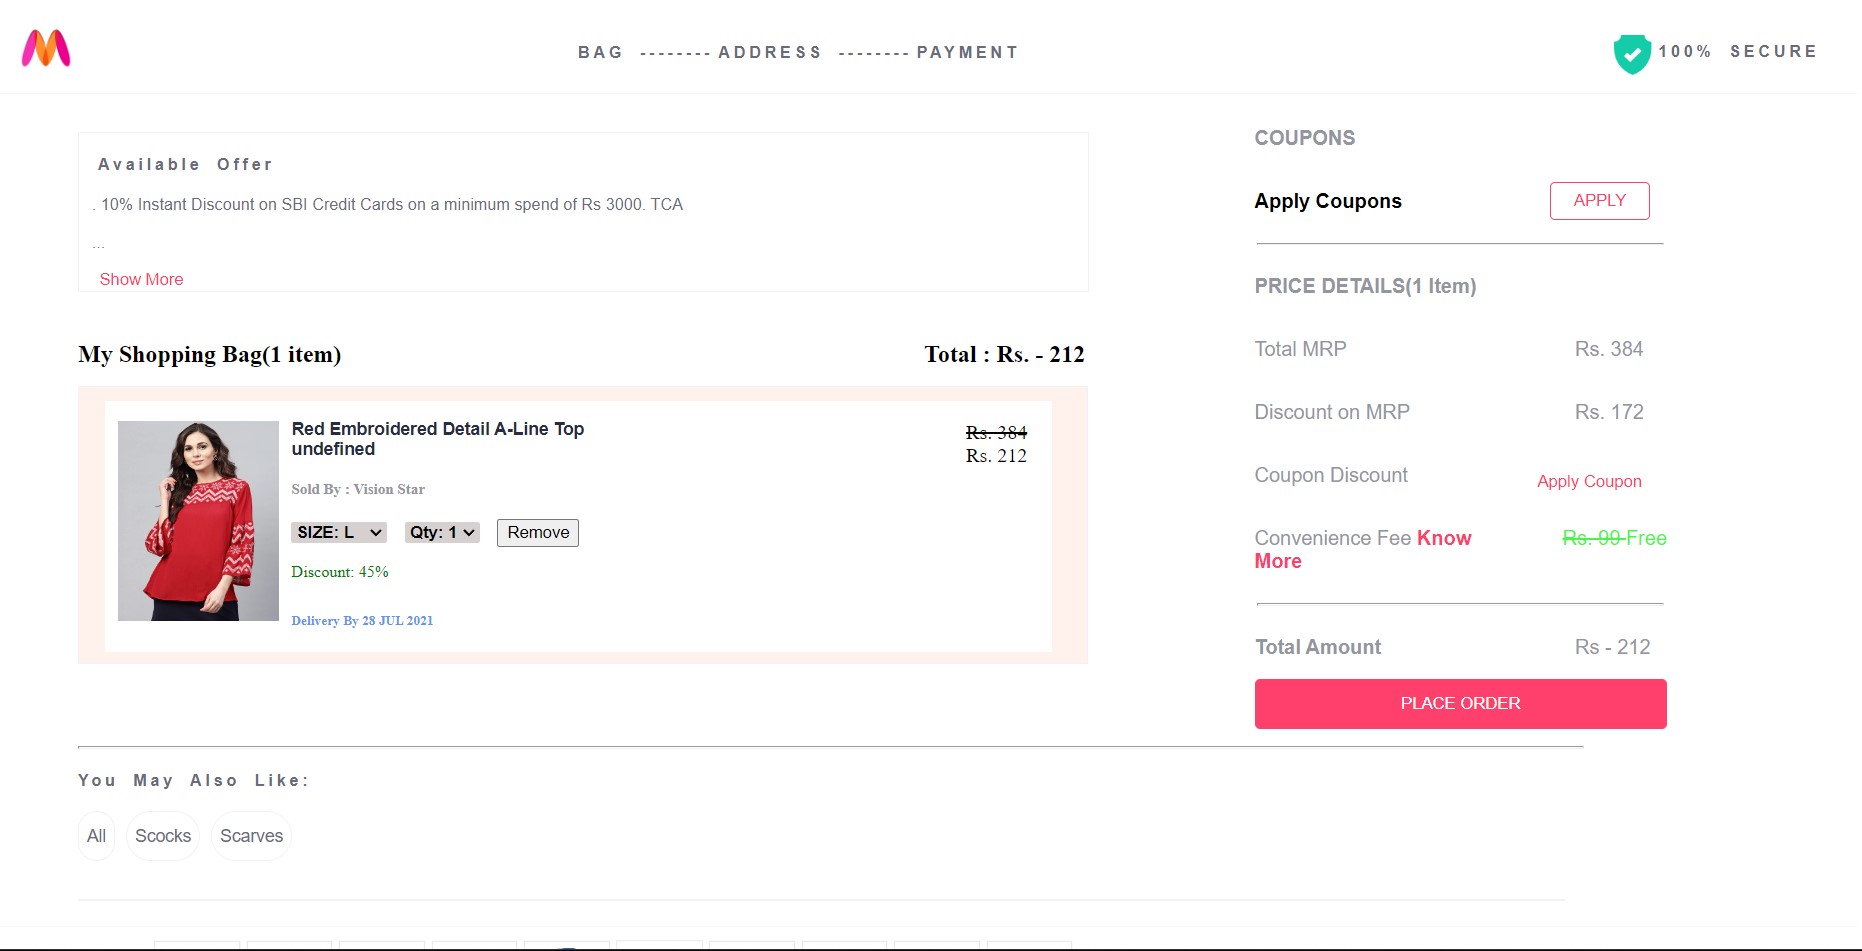 BAG -------- ADDRESS -------- PAYMENT
100% SECURE
Available Offer
. 10% Instant Discount on SBI Credit Cards on a minimum spend of Rs 3000. TCA
...
Show More
My Shopping Bag(1 item)
Total : Rs. - 212
Red Embroidered Detail A-Line Top
undefined
Rs. 384
Rs. 212
Sold By : Vision Star
SIZE: L
Qty: 1
Remove
Discount: 45%
Delivery By 28 JUL 2021
COUPONS
Apply Coupons
APPLY
PRICE DETAILS(1 Item)
Total MRP
Rs. 384
Discount on MRP
Rs. 172
Coupon Discount
Apply Coupon
Convenience Fee Know
More
Rs. 99 Free
Total Amount
Rs - 212
PLACE ORDER
You May Also Like:
All
Scocks
Scarves